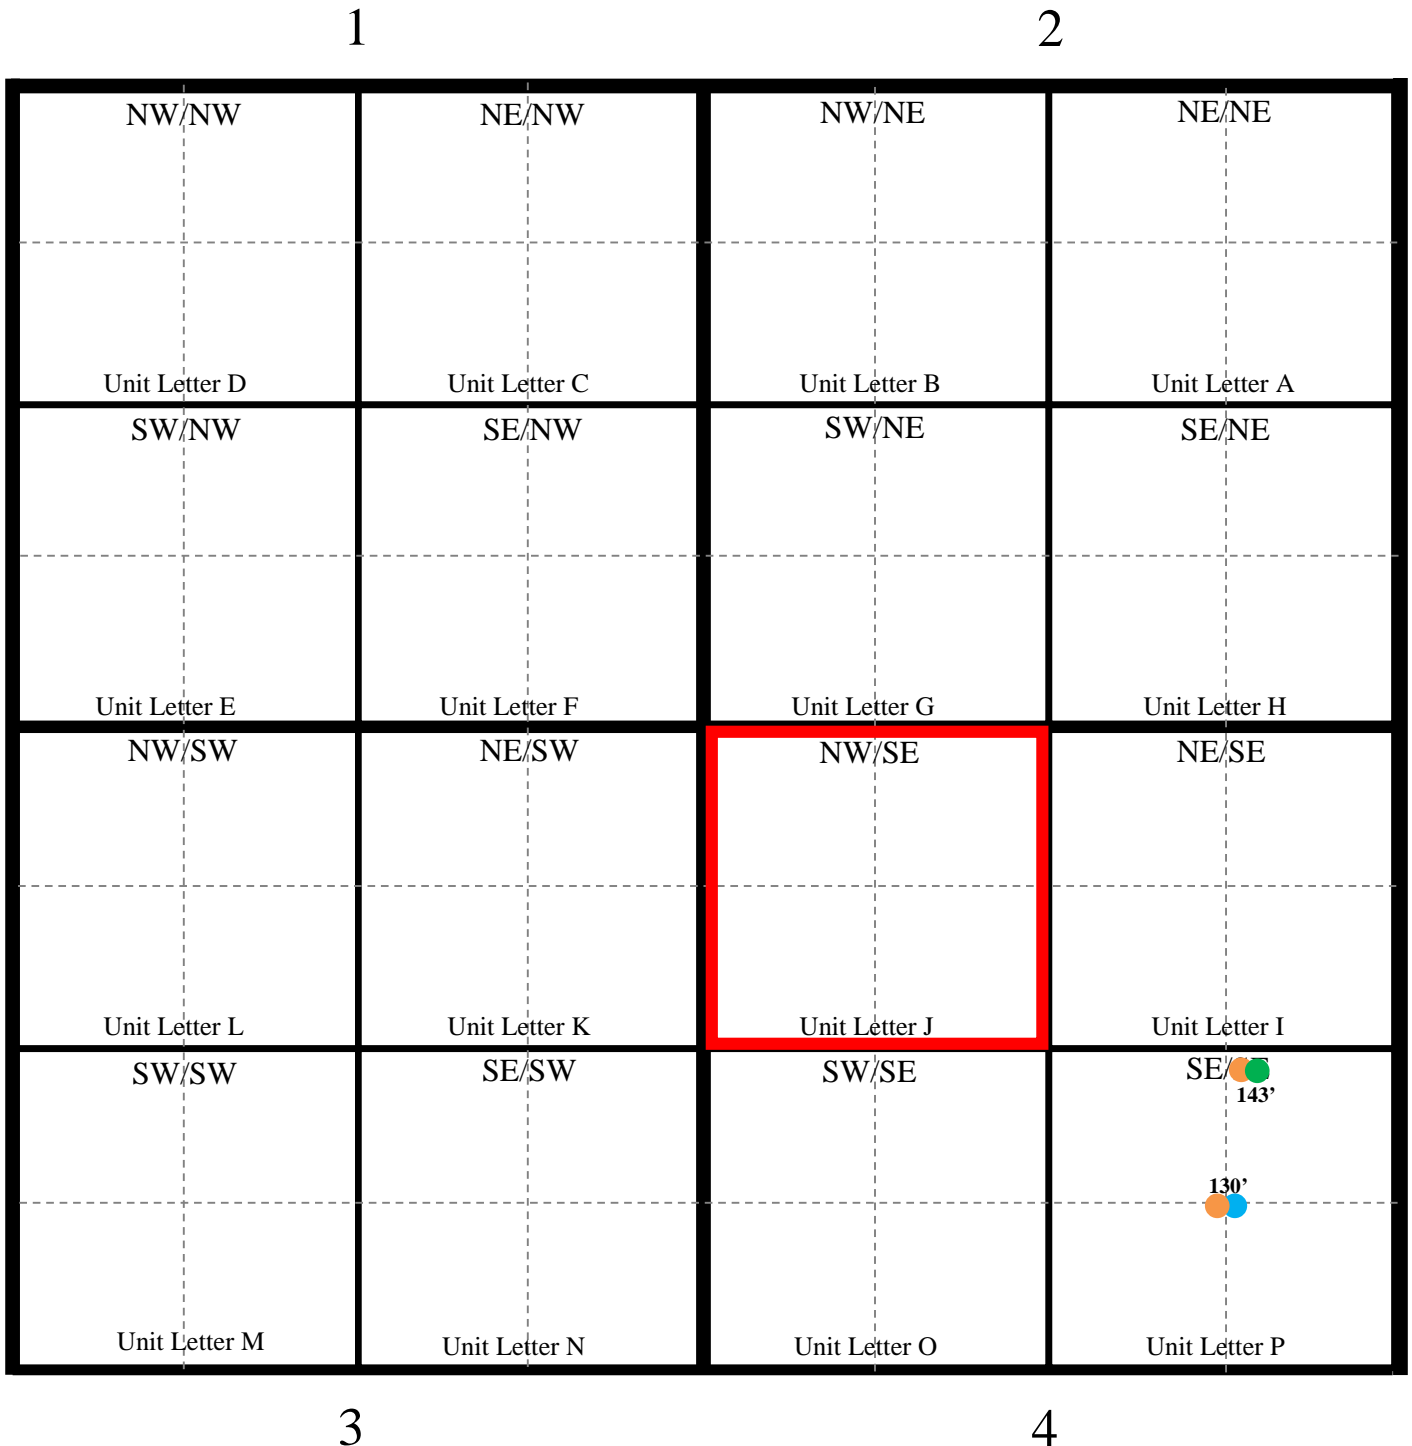 1 2
NW/NW NE/NW NW/NE NE/NE
Unit Letter D Unit Letter C Unit Letter B Unit Letter A
SW/NW SE/NW SW/NE SE/NE
Unit Letter E Unit Letter F Unit Letter G Unit Letter H
NW/SW NE/SW NW/SE NE/SE
Unit Letter L Unit Letter K Unit Letter J Unit Letter I
SW/SW SE/SW SW/SE SE/SE
143’
130’
Unit Letter M Unit Letter N Unit Letter O Unit Letter P
3 4